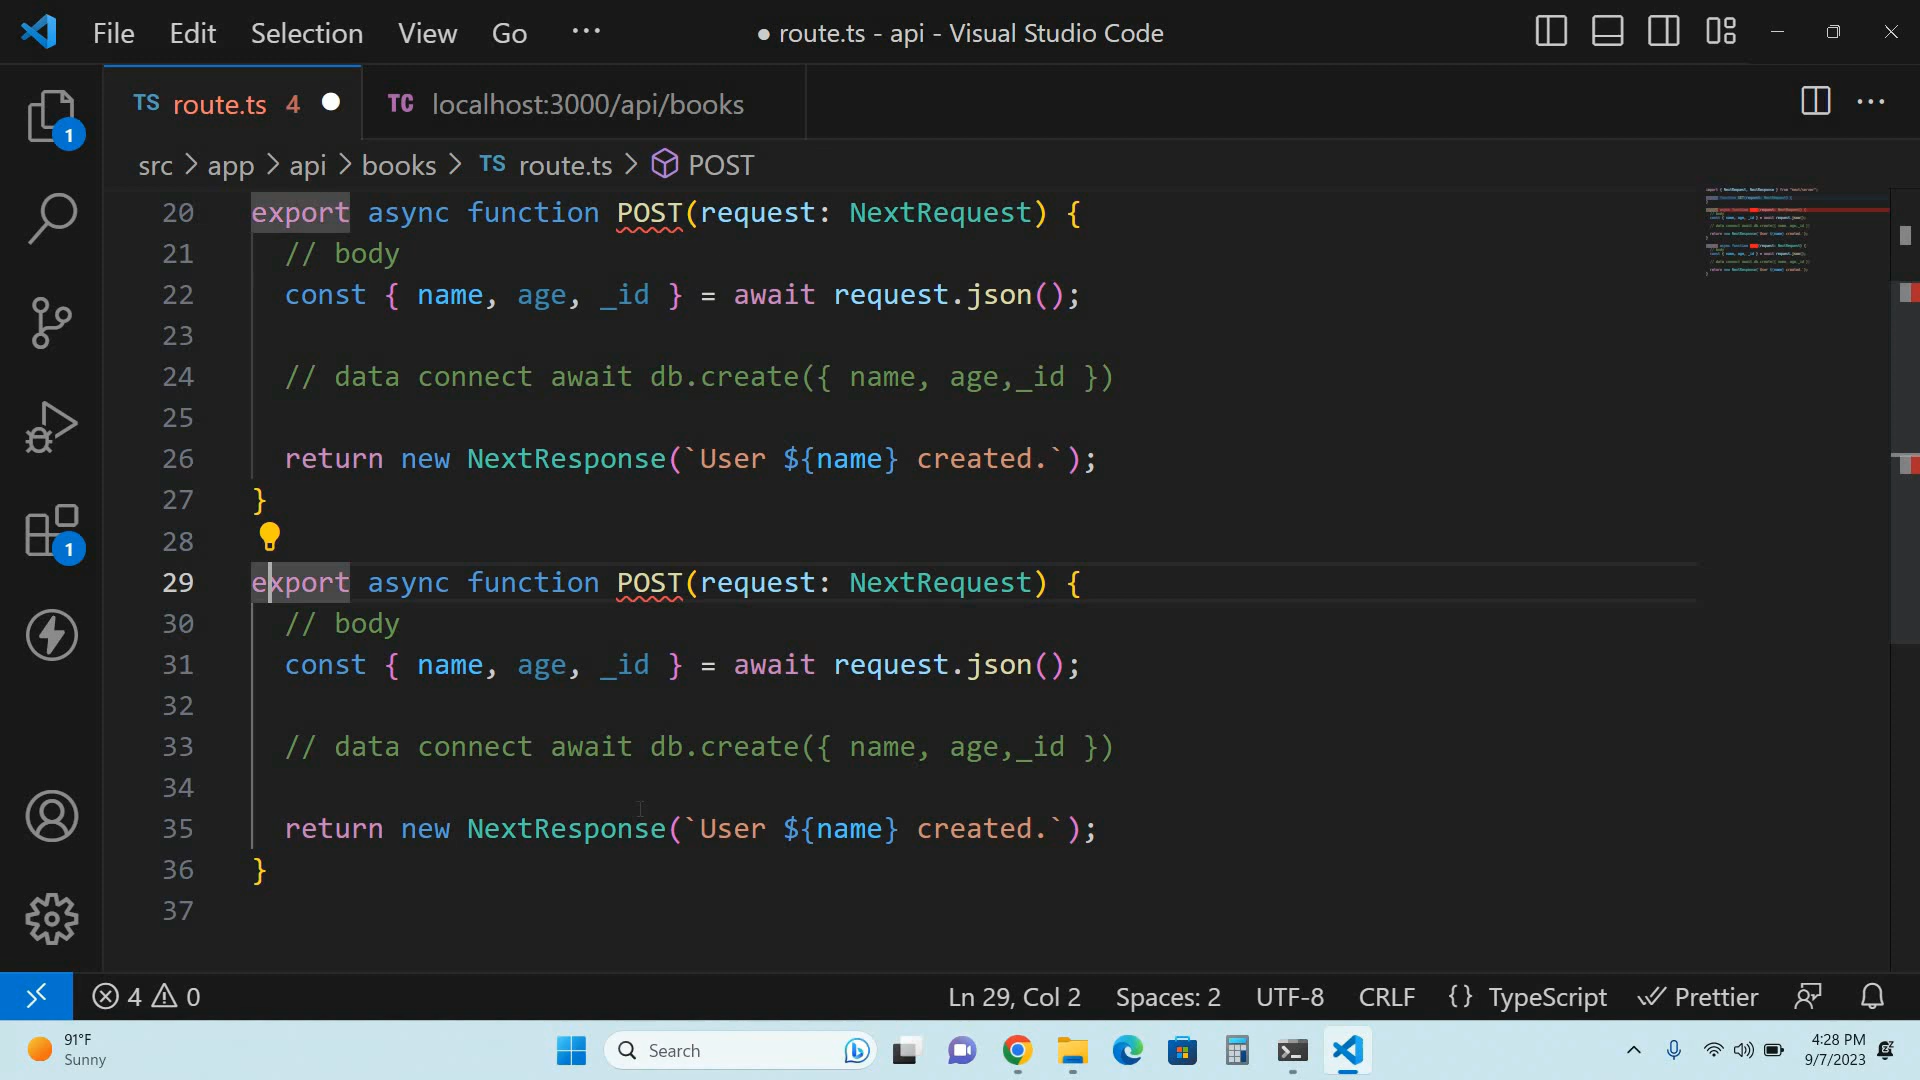 File Edit Selection View Go ··· ● route.ts - api - Visual Studio Code
TS route.ts 4 ● TC localhost:3000/api/books
src > app > api > books > TS route.ts > POST
20 export async function POST(request: NextRequest) {
21 // body
22 const { name, age, _id } = await request.json();
23
24 // data connect await db.create({ name, age,_id })
25
26 return new NextResponse(`User ${name} created.`);
27 }
28
29 export async function POST(request: NextRequest) {
30 // body
31 const { name, age, _id } = await request.json();
32
33 // data connect await db.create({ name, age,_id })
34
35 return new NextResponse(`User ${name} created.`);
36 }
37
1
1
4 0 Ln 29, Col 2 Spaces: 2 UTF-8 CRLF {} TypeScript Prettier
91°F
Sunny
Search
4:28 PM
9/7/2023